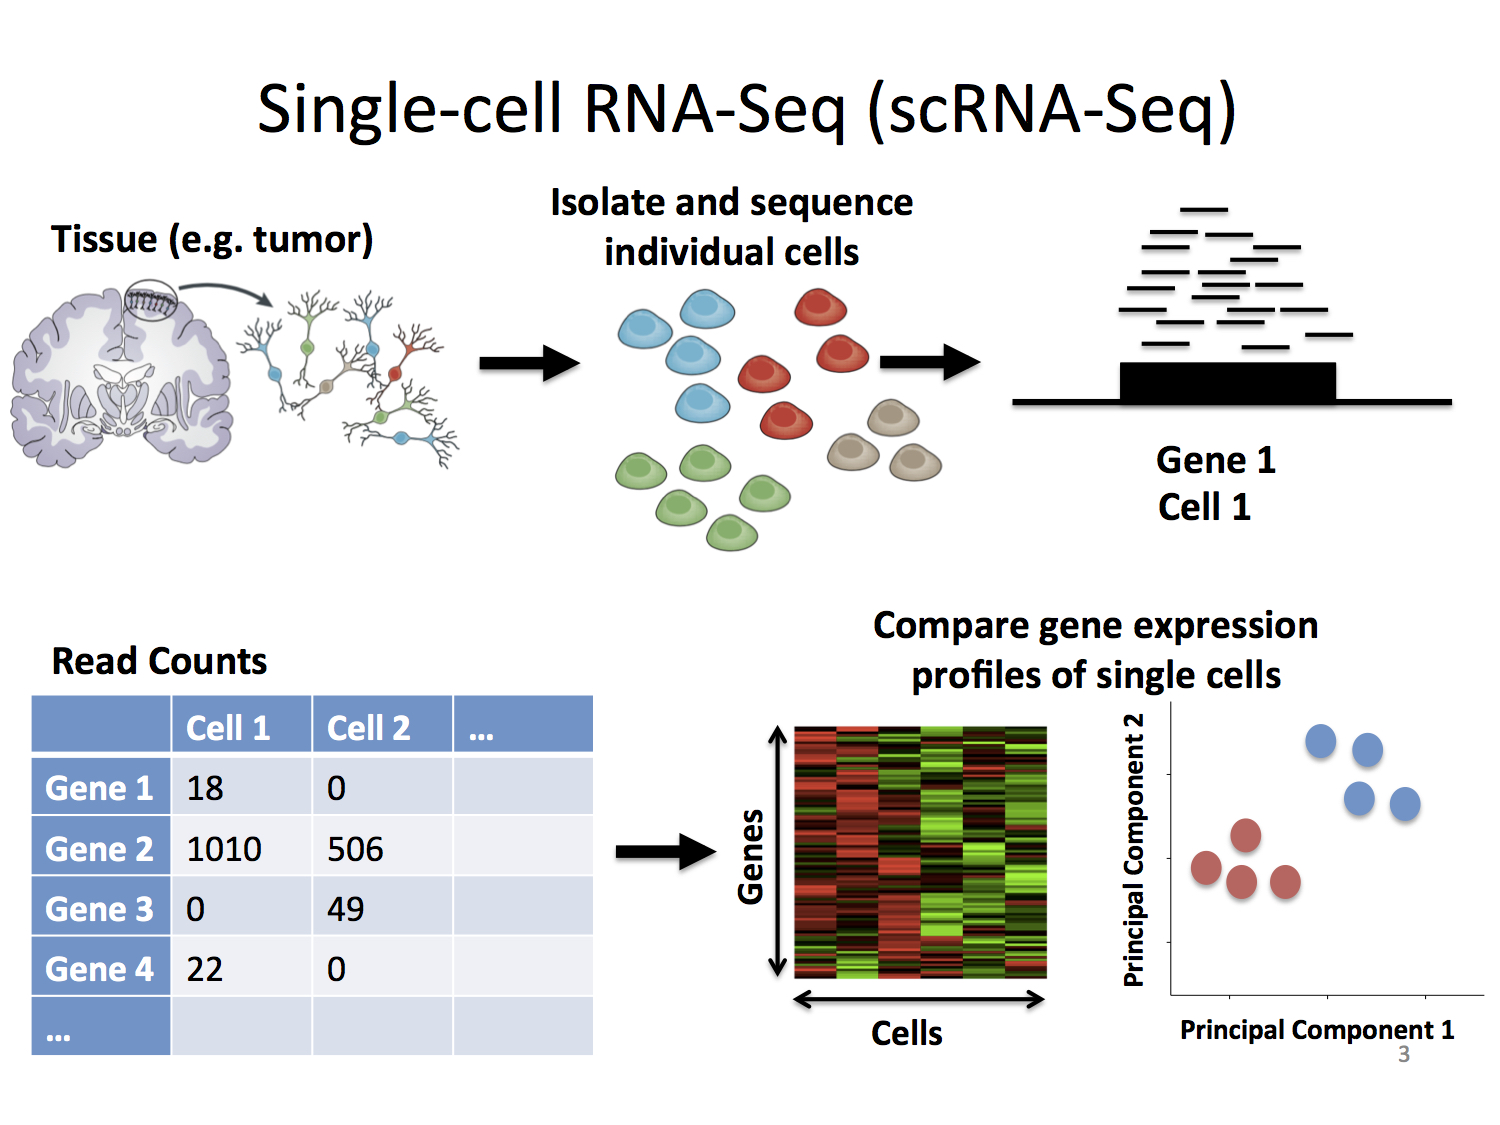 Single-cell RNA-Seq (scRNA-Seq)
Tissue (e.g. tumor)
Isolate and sequence
individual cells
Gene 1
Cell 1
Read Counts
Cell 1 Cell 2 ...
Gene 1 18 0
Gene 2 1010 506
Gene 3 0 49
Gene 4 22 0
...
Compare gene expression
profiles of single cells
Genes
Cells
Principal Component 2
Principal Component 1
3